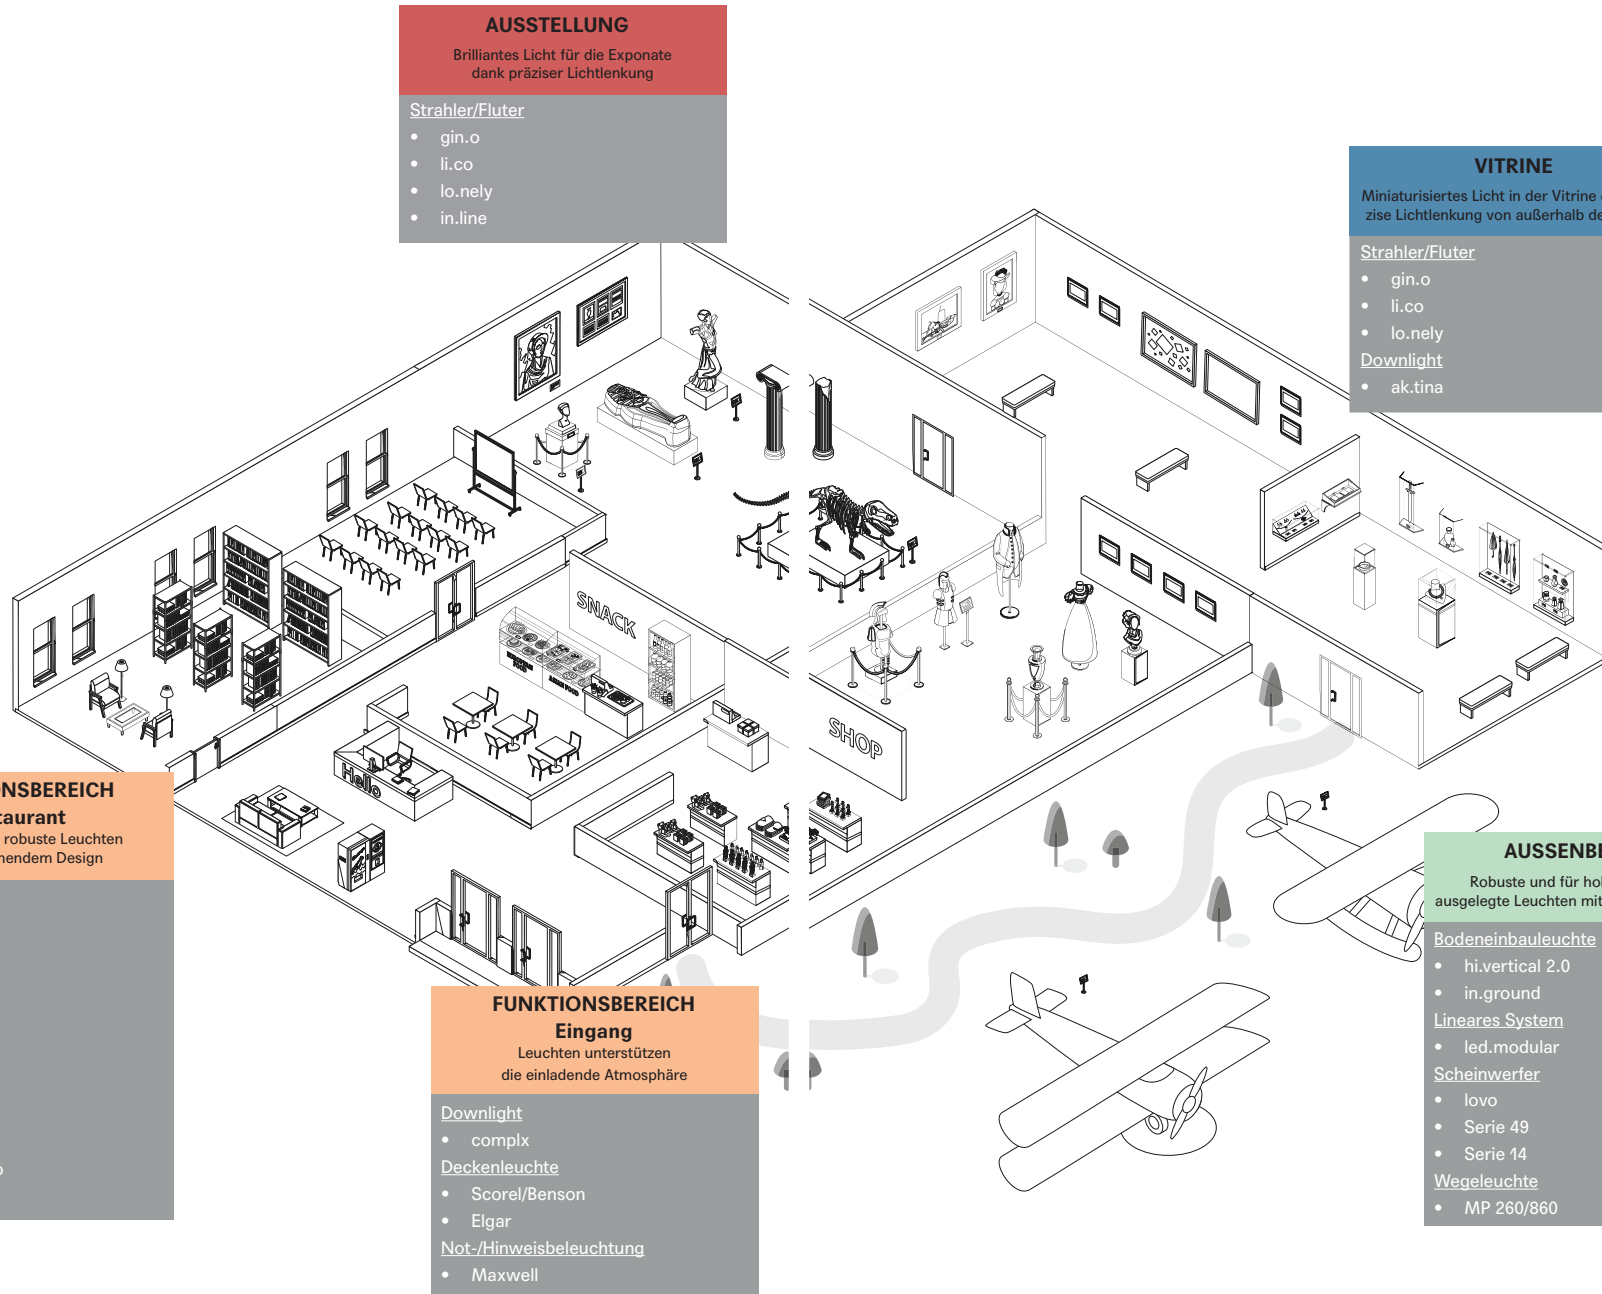 AUSSTELLUNG
Brilliantes Licht für die Exponate
dank präziser Lichtlenkung
Strahler/Fluter
• gin.o
• li.co
• lo.nely
• in.line
VITRINE
Miniaturisiertes Licht in der Vitrine
zise Lichtlenkung von außerhalb de
Strahler/Fluter
• gin.o
• li.co
• lo.nely
Downlight
• ak.tina
SNACK
ASIAN FOOD
SHOP
Hello
NSBEREICH
taurant
robuste Leuchten
nendem Design
o
FUNKTIONSBEREICH
Eingang
Leuchten unterstützen
die einladende Atmosphäre
Downlight
• complx
Deckenleuchte
• Scorel/Benson
• Elgar
Not-/Hinweisbeleuchtung
• Maxwell
AUSSENBE
Robuste und für hol
ausgelegte Leuchten mit
Bodeneinbauleuchte
• hi.vertical 2.0
• in.ground
Lineares System
• led.modular
Scheinwerfer
• lovo
• Serie 49
• Serie 14
Wegeleuchte
• MP 260/860